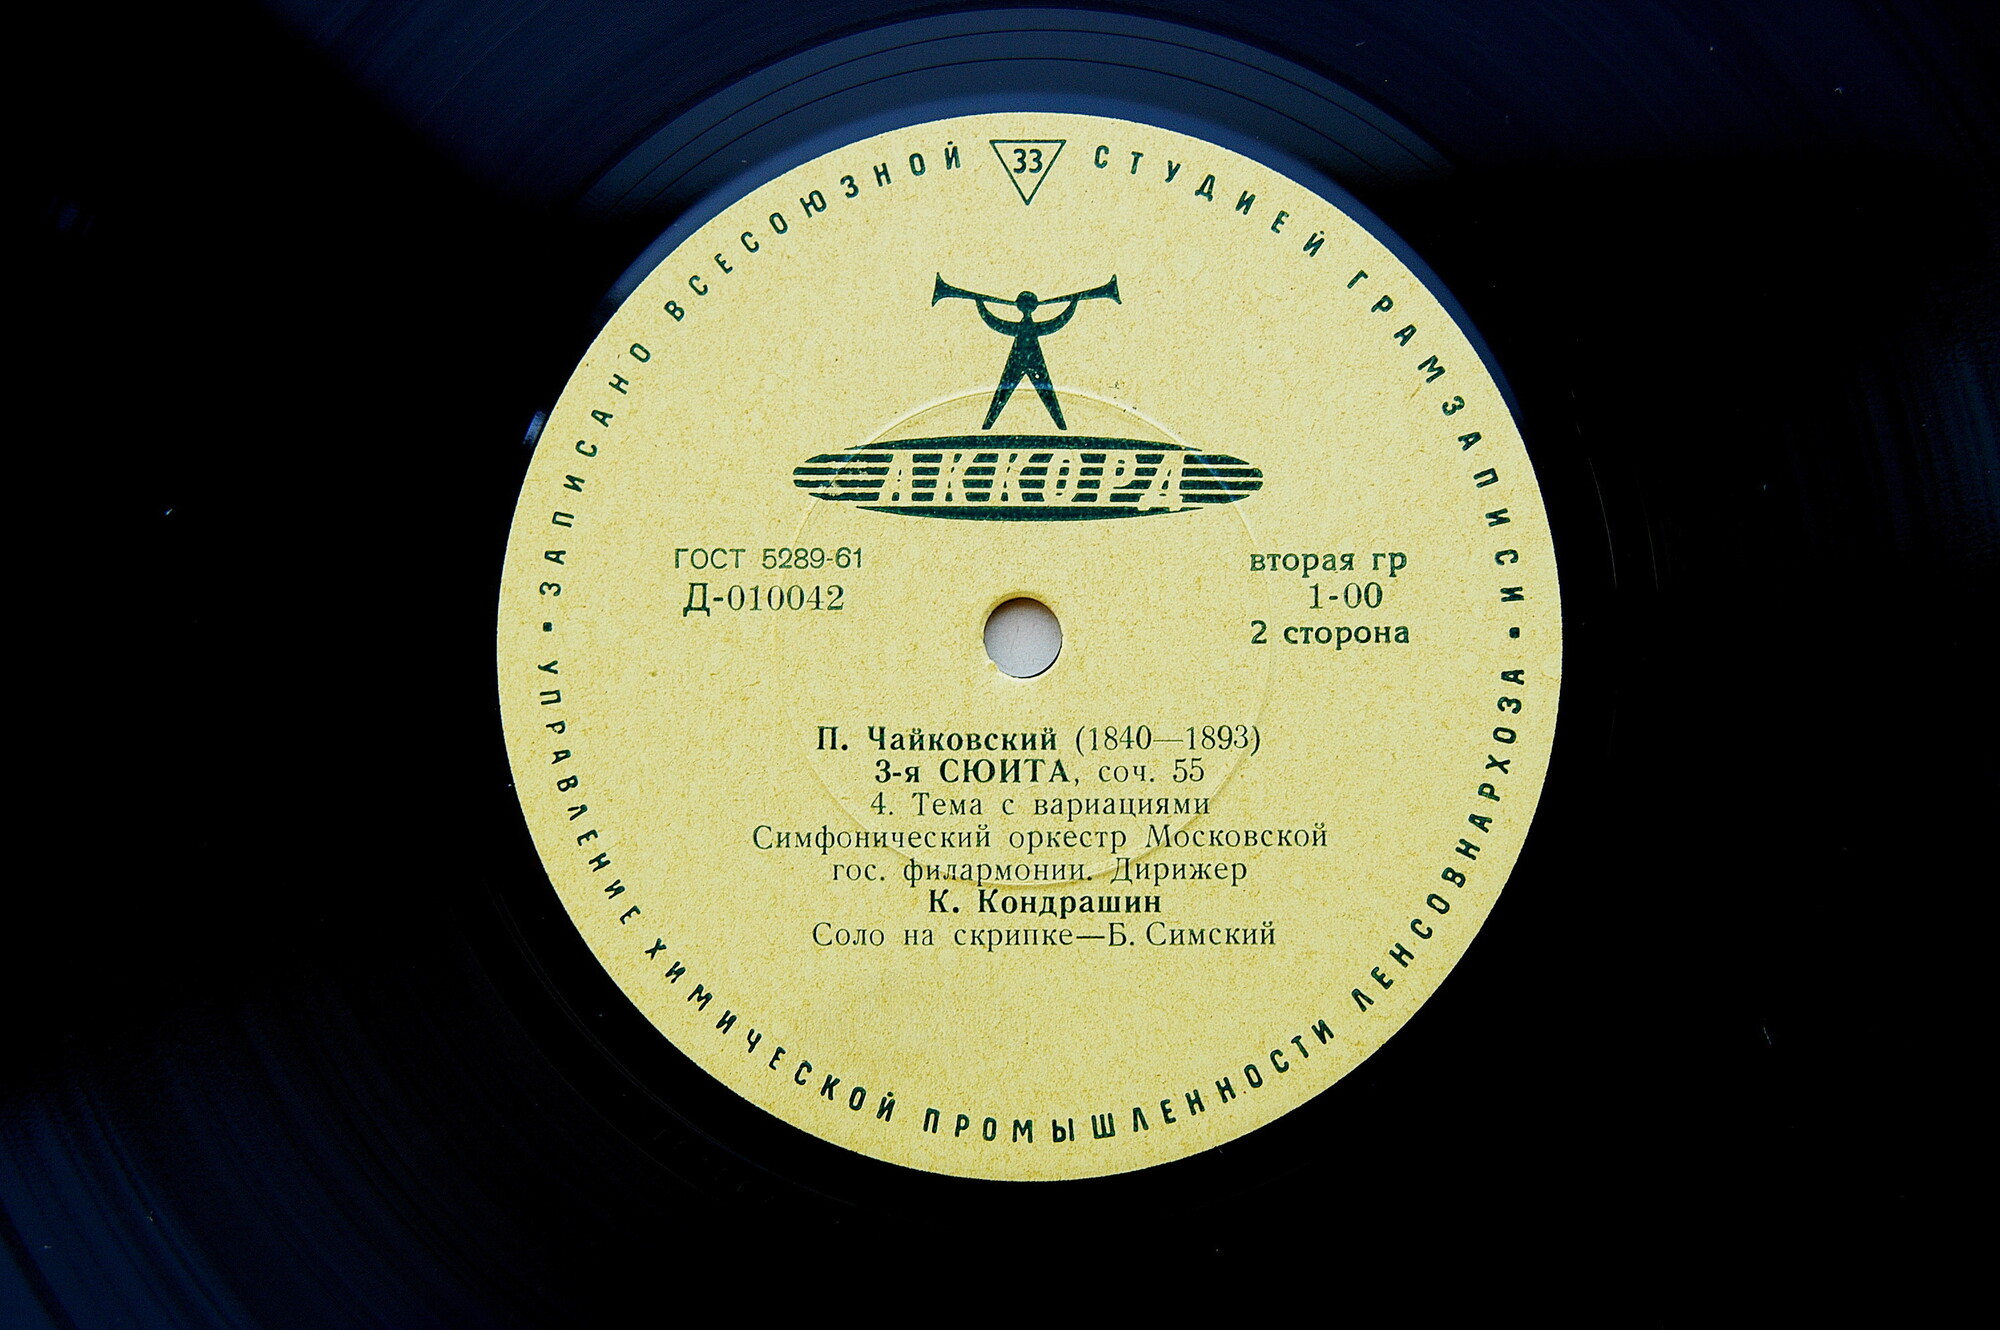 ЗАПИСАНО ВСЕСОЮЗНОЙ СТУДИЕЙ ГРАМЗАПИСИ
33
АККОРД
ГОСТ 5289-61
Д-010042
вторая гр
1-00
2 сторона
П. Чайковский (1840—1893)
3-я СЮИТА, соч. 55
4. Тема с вариациями
Симфонический оркестр Московской
гос. филармонии. Дирижер
К. Кондрашин
Соло на скрипке—Б. Симский
УПРАВЛЕНИЕ ХИМИЧЕСКОЙ ПРОМЫШЛЕННОСТИ ЛЕНСОВНАРХОЗА